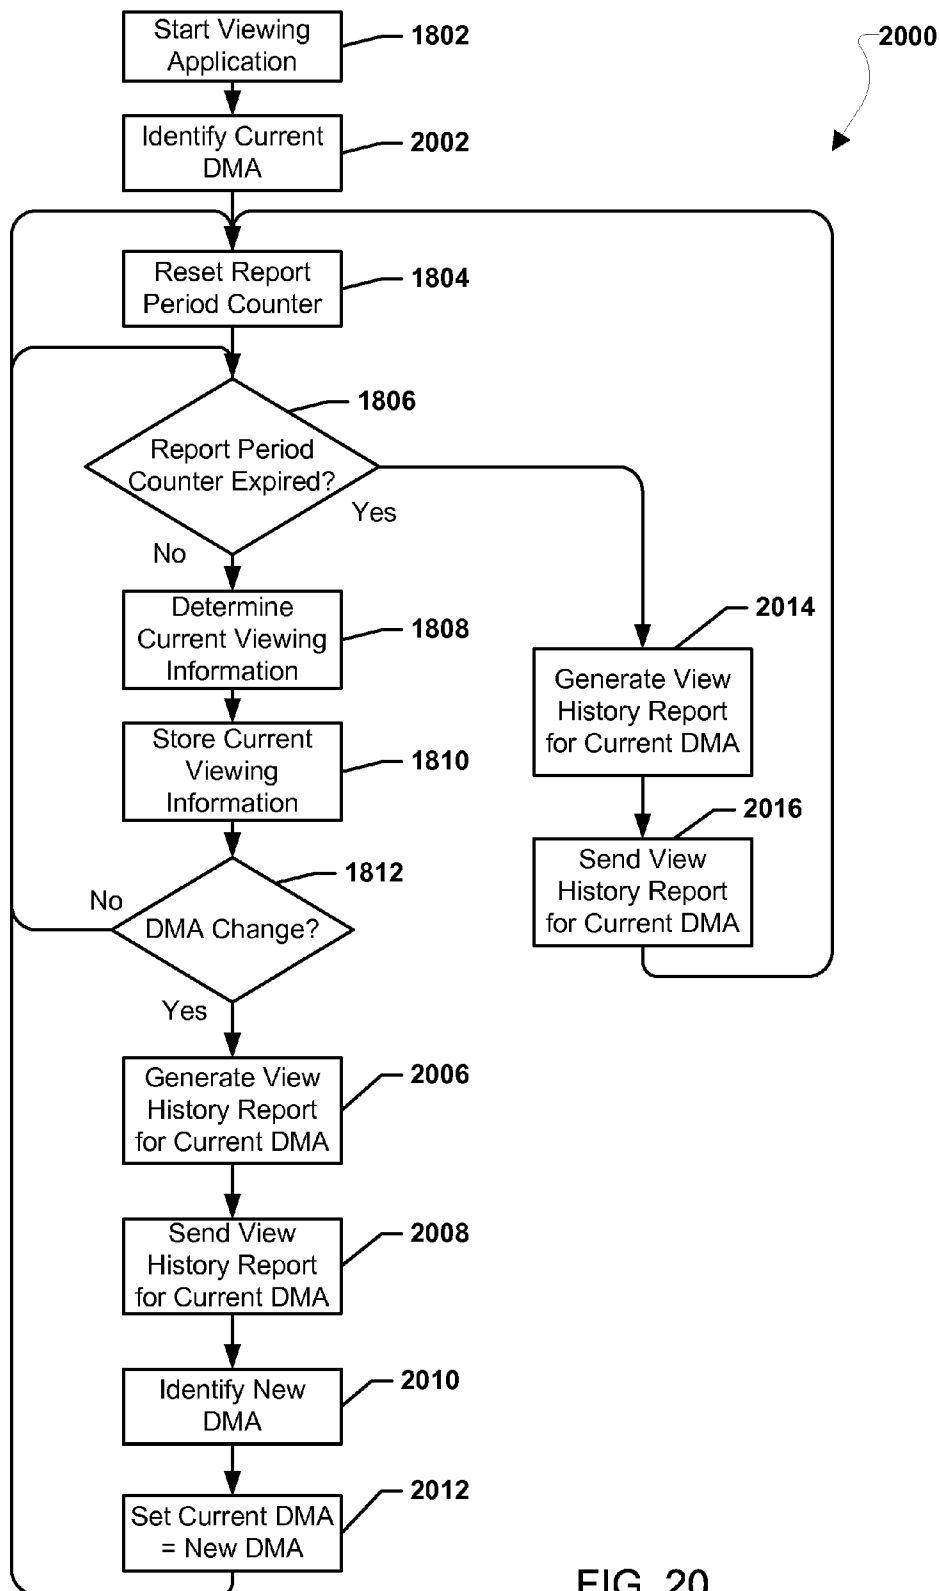 Start Viewing
Application
1802
2000
Identify Current
DMA
2002
Reset Report
Period Counter
1804
1806
Report Period
Counter Expired?
Yes
No
Determine
Current Viewing
Information
1808
2014
Generate View
History Report
for Current DMA
Store Current
Viewing
Information
1810
2016
Send View
History Report
for Current DMA
1812
No
DMA Change?
Yes
Generate View
History Report
for Current DMA
2006
Send View
History Report
for Current DMA
2008
Identify New
DMA
2010
Set Current DMA
= New DMA
2012
FIG. 20